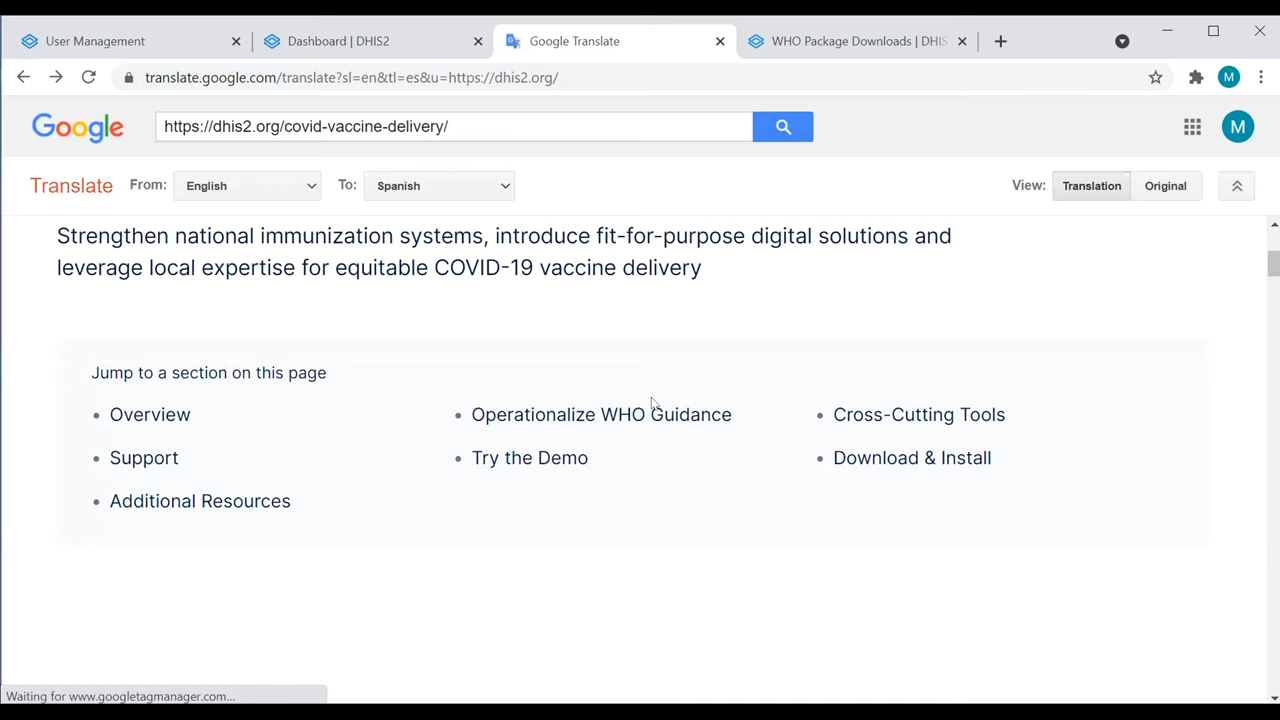 User Management
Dashboard | DHIS2
Google Translate
WHO Package Downloads | DHIS
M
translate.google.com/translate?sl=en&tl=es&u=https://dhis2.org/
Google
https://dhis2.org/covid-vaccine-delivery/
M
Translate
From:
English
To:
Spanish
View:
Translation
Original
Strengthen national immunization systems, introduce fit-for-purpose digital solutions and
leverage local expertise for equitable COVID-19 vaccine delivery
Jump to a section on this page
• Overview
• Operationalize WHO Guidance
• Cross-Cutting Tools
• Support
• Try the Demo
• Download & Install
• Additional Resources
Waiting for www.googletagmanager.com...